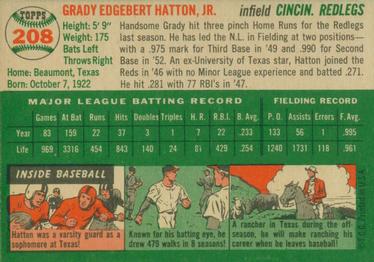 TOPPS
208
GRADY EDGEBERT HATTON, JR. infield CINCIN. REDLEGS
Height: 5' 9"
Weight: 175
Bats Left
Throws Right
Home: Beaumont, Texas
Born: October 7, 1922
Handsome Grady hit three pinch Home Runs for the Redlegs
last season. He has led the N.L. in Fielding at two positions—
with a .975 mark for Third Base in '49 and .990 for Second
Base in '52. An ex-University of Texas star, Hatton joined the
Reds in '46 with no Minor League experience and batted .271.
He hit .281 with 77 RBI's in '47.
MAJOR LEAGUE BATTING RECORD FIELDING RECORD
Games At Bat Runs Hits Doubles Triples H. R. R.B.I. B. Avg. P. O. Assists Errors F. Avg.
Year 83 159 22 37 3 1 7 22 .233 133 61 1 .995
Life 969 3316 454 843 140 29 .254 1240 1731 118 .961
INSIDE BASEBALL
Hatton was a varsity guard as a
sophomore at Texas!
Known for his batting eye, he
drew 479 walks in 8 seasons!
A rancher in Texas during the off-
season, he will make ranching his
career when he leaves baseball!